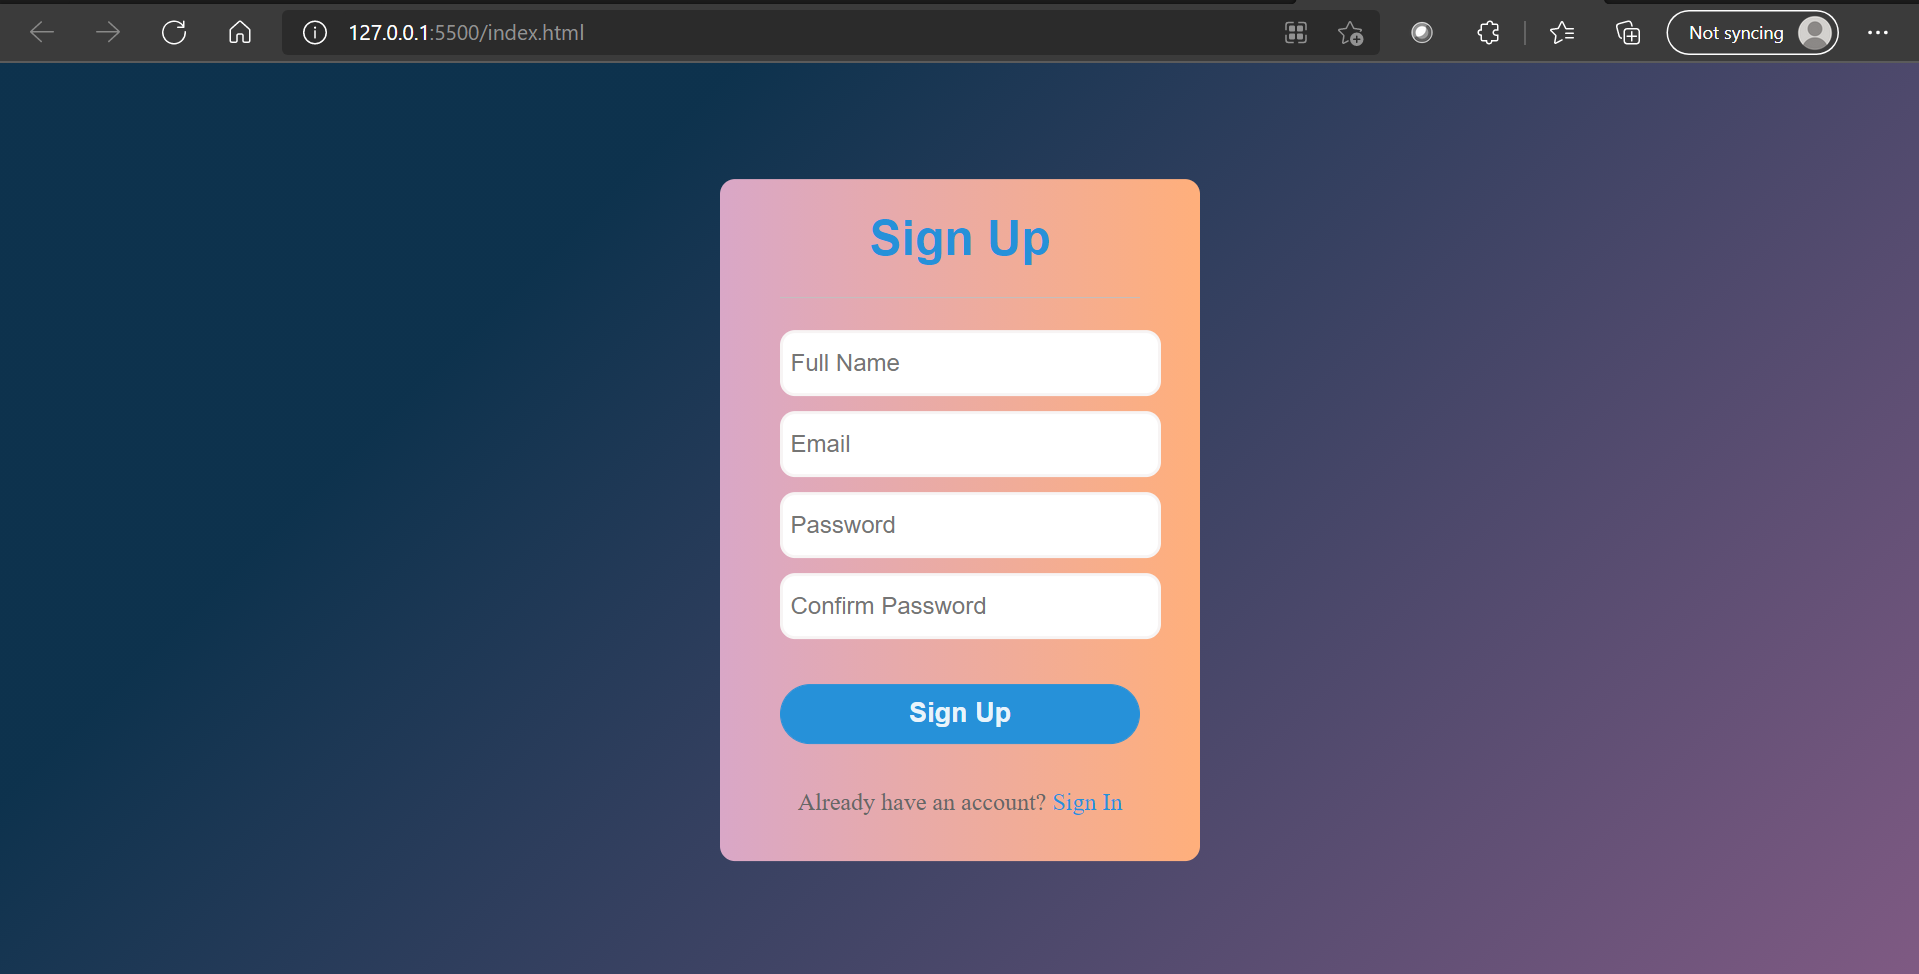 127.0.0.1:5500/index.html
Not syncing
Sign Up
Full Name
Email
Password
Confirm Password
Sign Up
Already have an account? Sign In